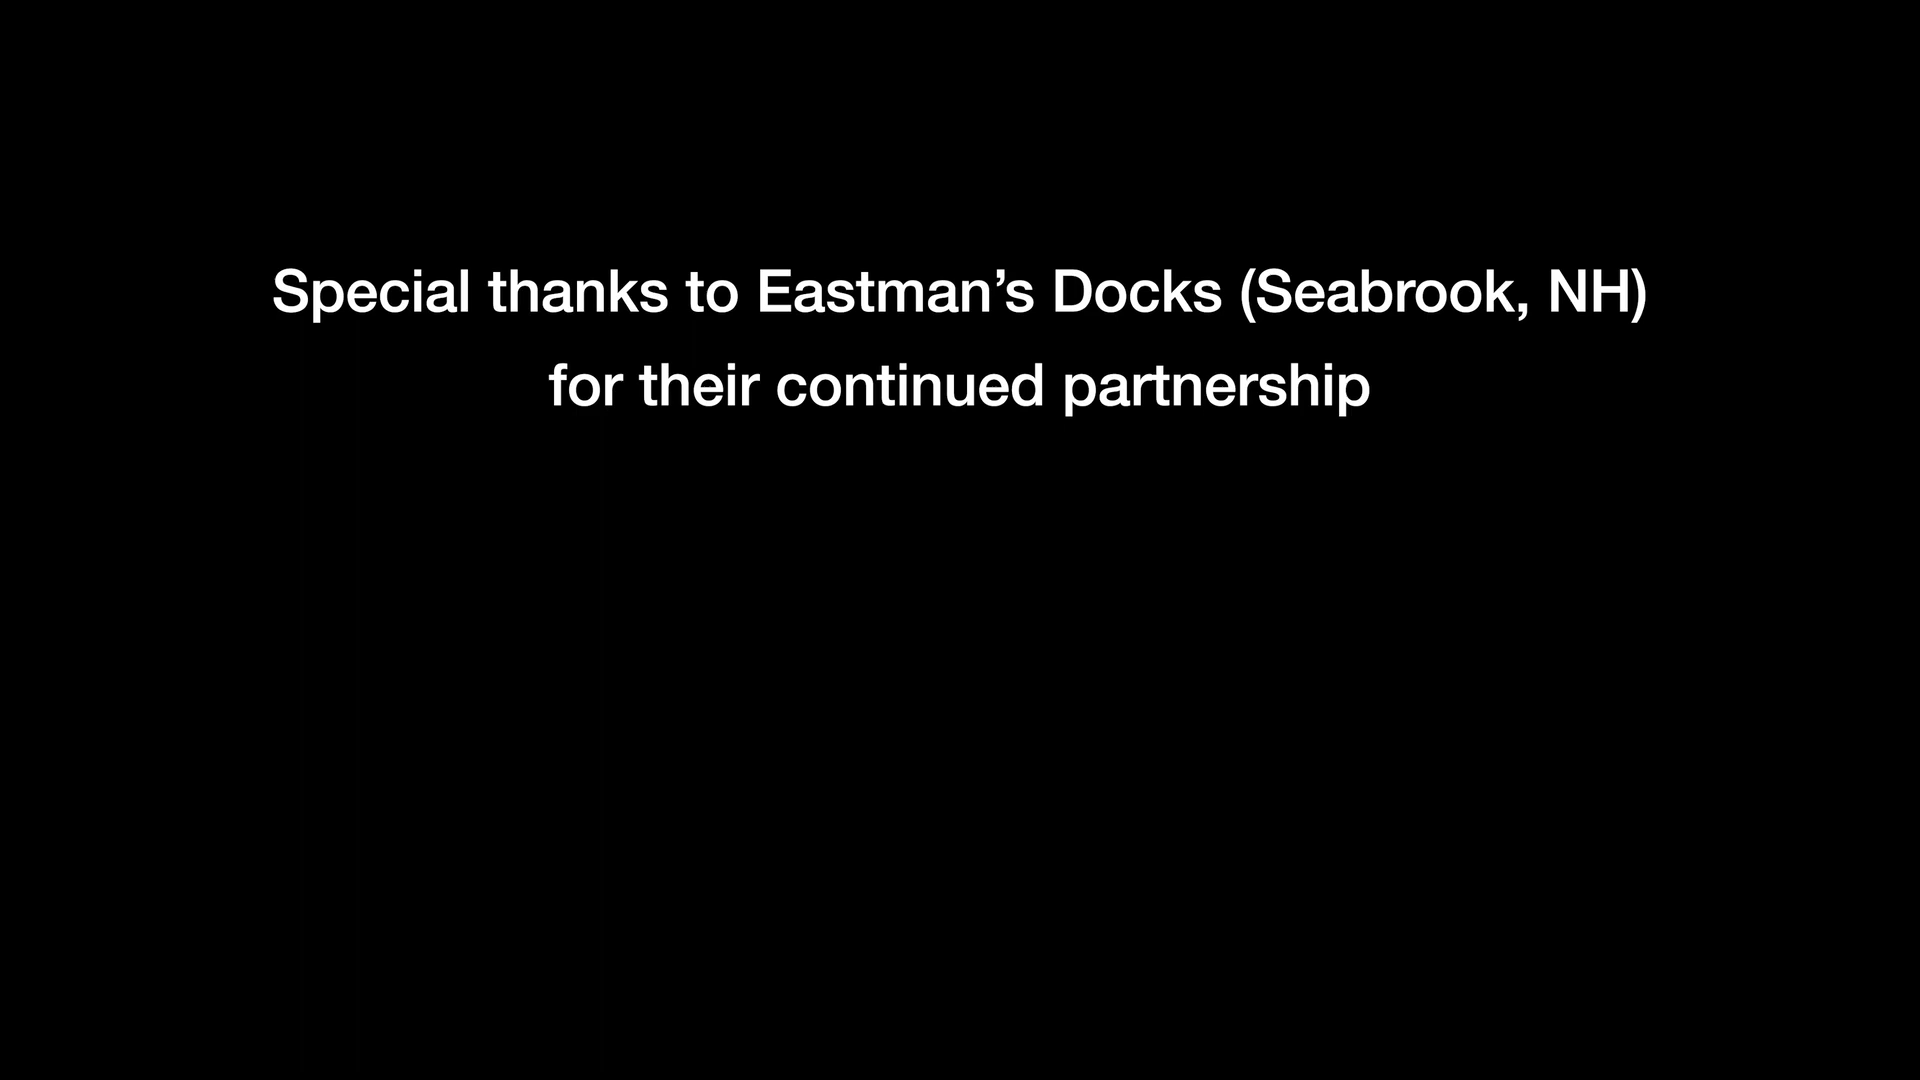 Special thanks to Eastman’s Docks (Seabrook, NH)
for their continued partnership